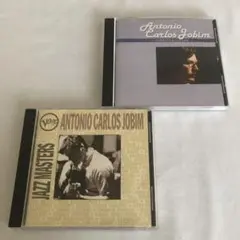 Antonio
Carlos Jobim
Verve
JAZZ MASTERS
ANTONIO CARLOS JOBIM